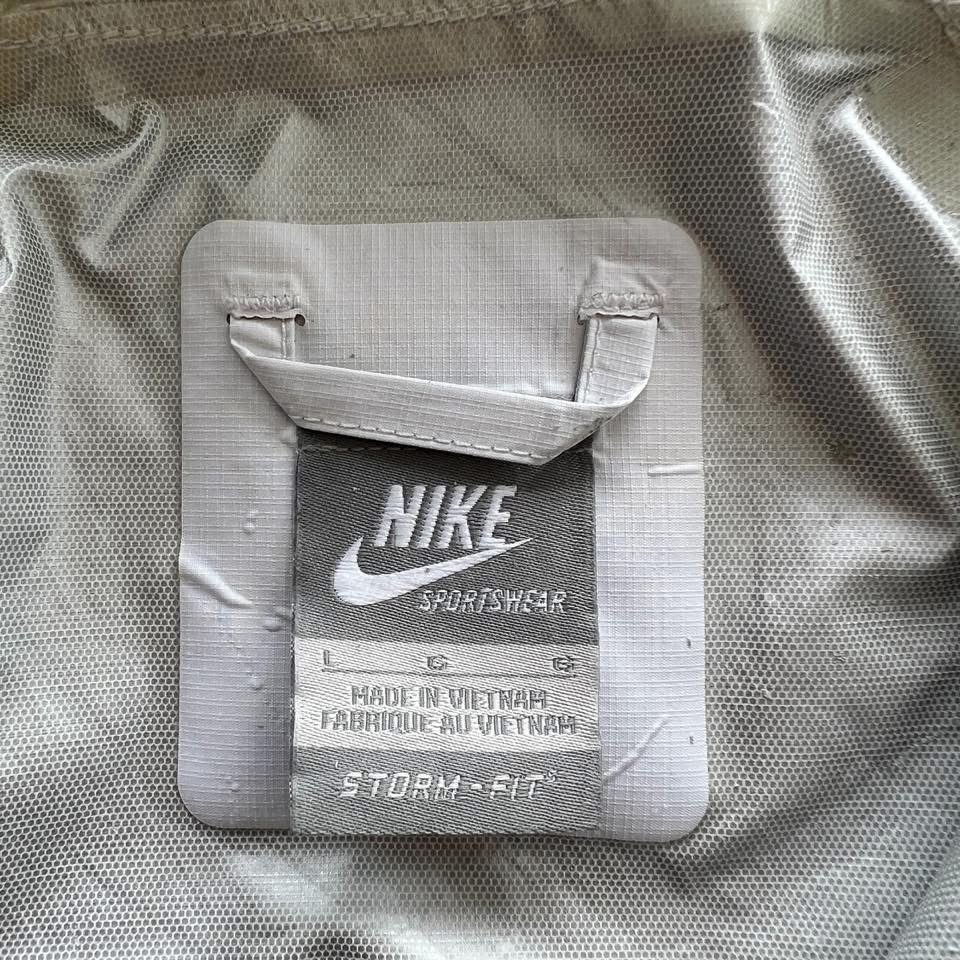 NIKE
SPORTSWEAR
L G G
MADE IN VIETNAM
FABRIQUE AU VIETNAM
STORM-FIT